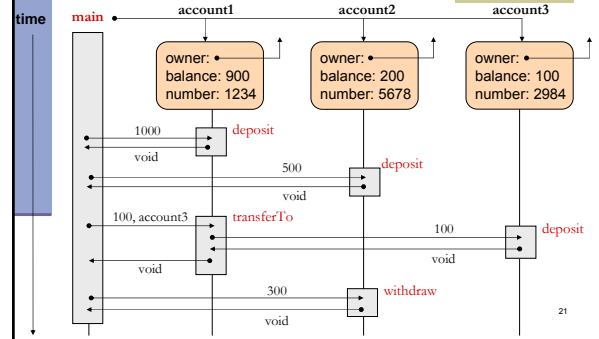 time
main
account1
account2
account3
owner:
balance: 900
number: 1234
owner:
balance: 200
number: 5678
owner:
balance: 100
number: 2984
1000
deposit
void
500
deposit
void
100, account3
transferTo
100
deposit
void
void
300
withdraw
void
21